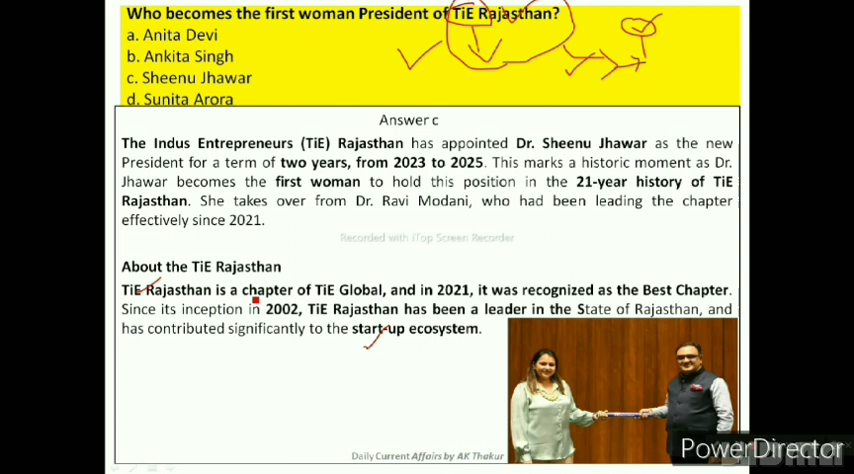 Who becomes the first woman President of TiE Rajasthan?
a. Anita Devi
b. Ankita Singh
c. Sheenu Jhawar
d. Sunita Arora
Answer c
The Indus Entrepreneurs (TiE) Rajasthan has appointed Dr. Sheenu Jhawar as the new
President for a term of two years, from 2023 to 2025. This marks a historic moment as Dr.
Jhawar becomes the first woman to hold this position in the 21-year history of TiE
Rajasthan. She takes over from Dr. Ravi Modani, who had been leading the chapter
effectively since 2021.
Recorded with iTop Screen Recorder
About the TiE Rajasthan
TiE Rajasthan is a chapter of TiE Global, and in 2021, it was recognized as the Best Chapter.
Since its inception in 2002, TiE Rajasthan has been a leader in the State of Rajasthan, and
has contributed significantly to the start-up ecosystem.
Daily Current Affairs by AK Thakur
PowerDirector